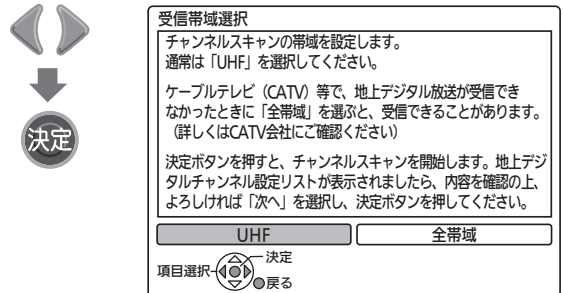 決定
受信帯域選択
チャンネルスキャンの帯域を設定します。
通常は「UHF」を選択してください。
ケーブルテレビ（CATV）等で、地上デジタル放送が受信でき
なかったときに「全帯域」を選ぶと、受信できることがあります。
（詳しくはCATV会社にご確認ください）
決定ボタンを押すと、チャンネルスキャンを開始します。地上デジ
タルチャンネル設定リストが表示されましたら、内容を確認の上、
よろしければ「次へ」を選択し、決定ボタンを押してください。
UHF 全帯域
決定
項目選択
戻る